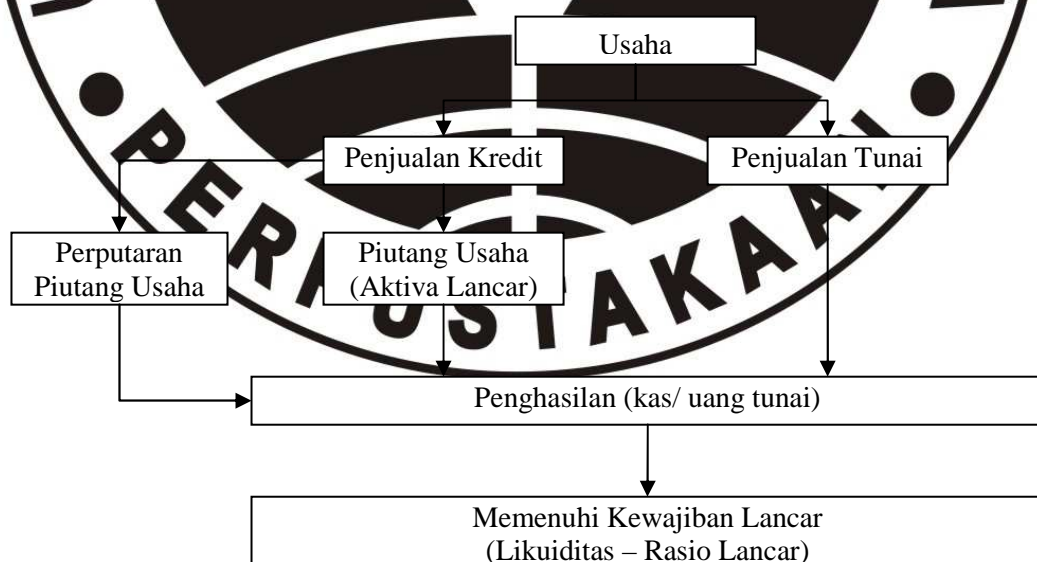 Usaha
Penjualan Kredit
Penjualan Tunai
Perputaran
Piutang Usaha
Piutang Usaha
(Aktiva Lancar)
PERPUSTAKAAN
Penghasilan (kas/ uang tunai)
Memenuhi Kewajiban Lancar
(Likuiditas – Rasio Lancar)